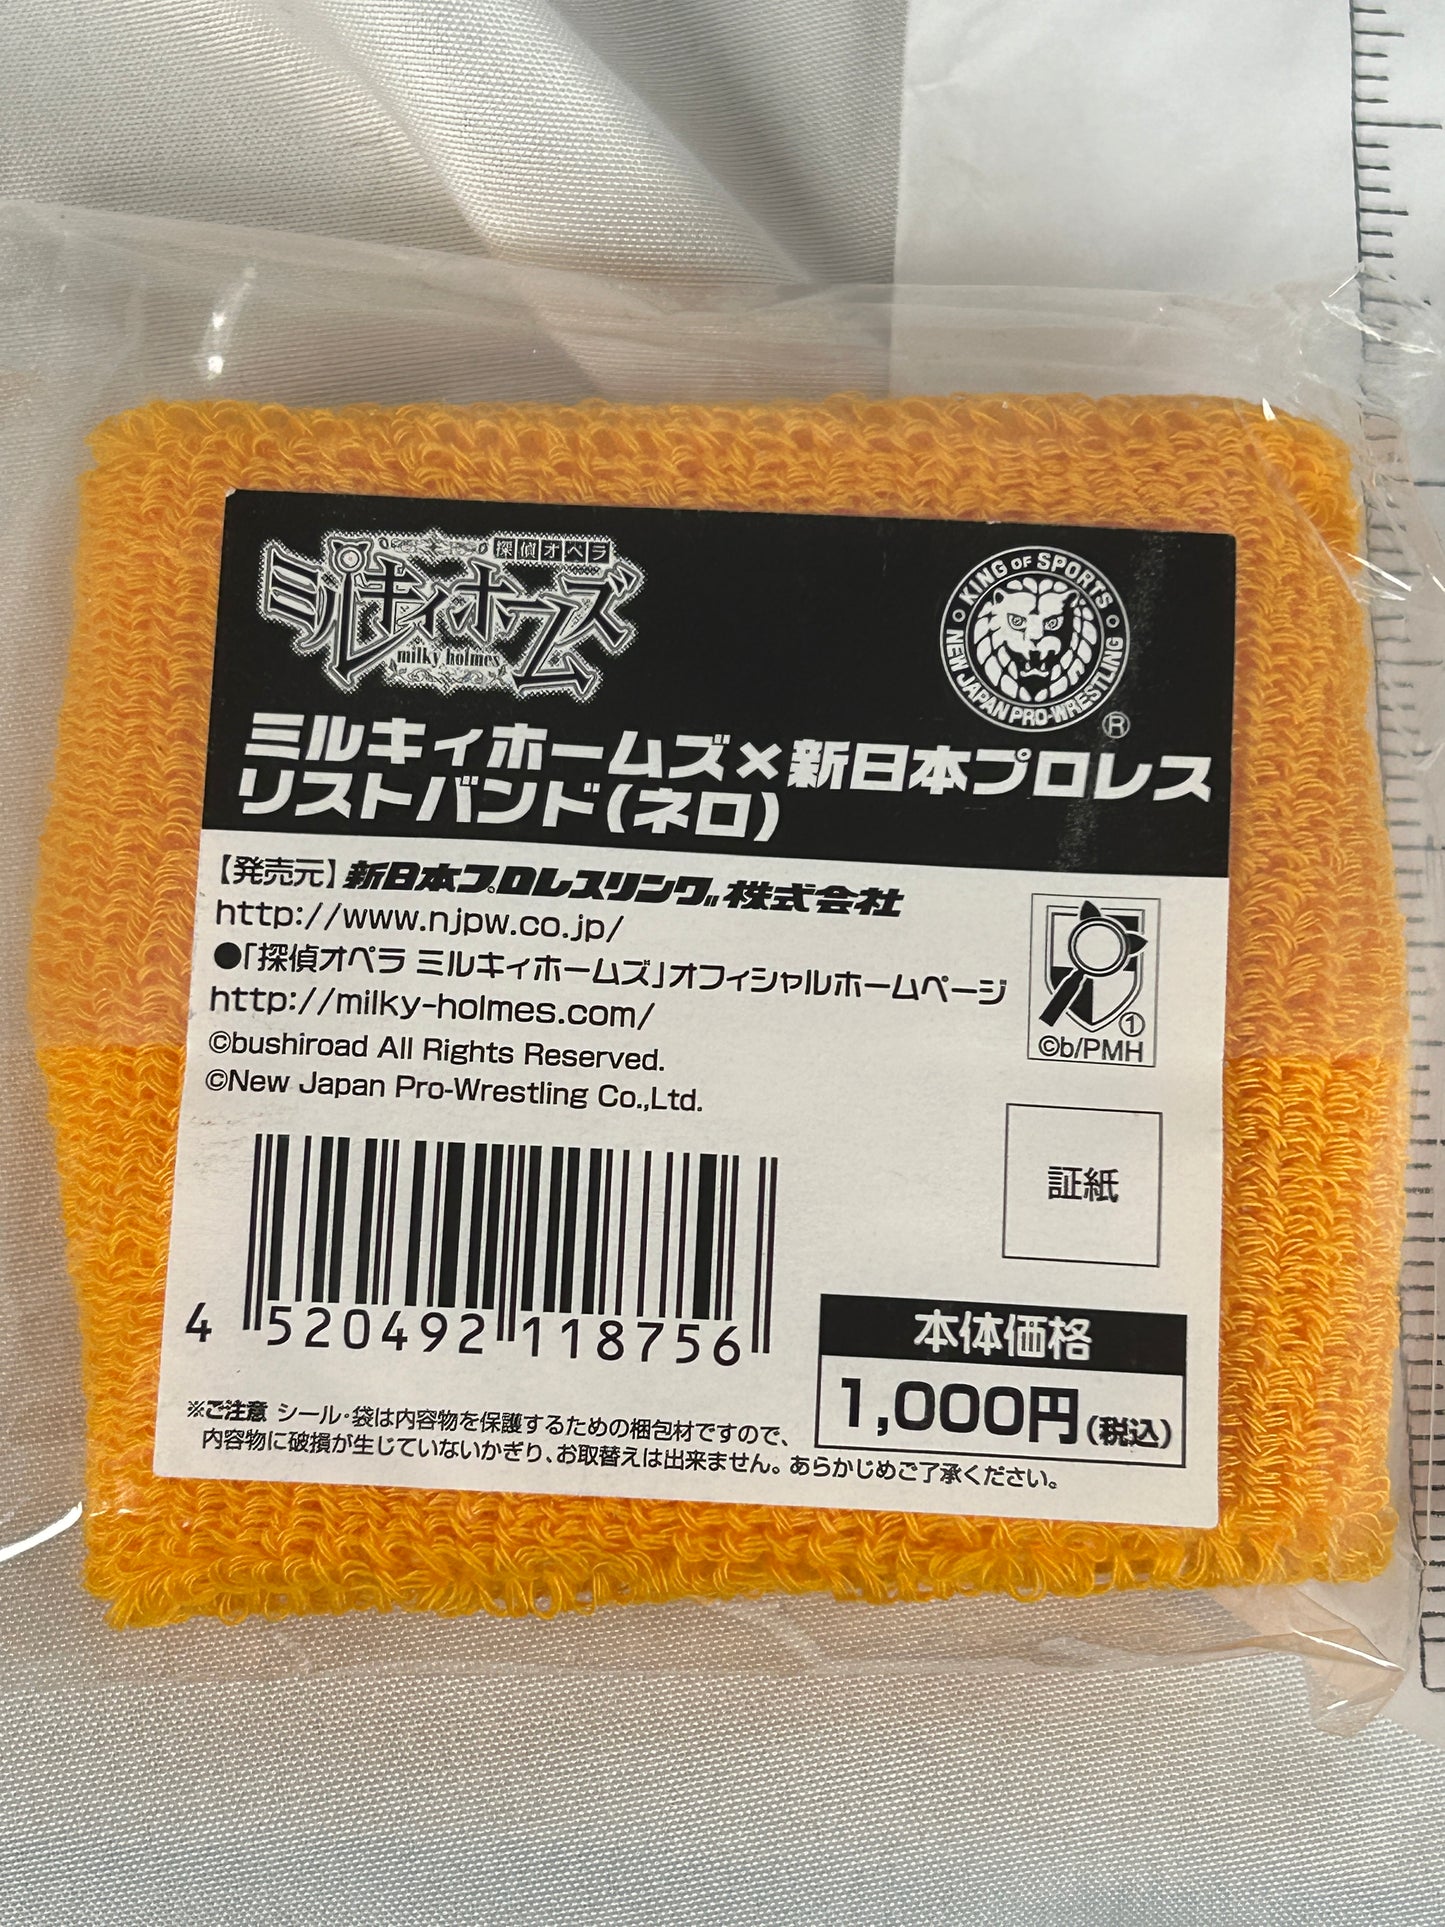 探偵オペラ
ミルキィホームズ
milky holmes
KING OF SPORTS
NEW JAPAN PRO-WRESTLING
®
ミルキィホームズ×新日本プロレス
リストバンド(ネロ)
【発売元】新日本プロレスリング株式会社
http://www.njpw.co.jp/
●「探偵オペラ ミルキィホームズ」オフィシャルホームページ
http://milky-holmes.com/
©bushiroad All Rights Reserved.
©New Japan Pro-Wrestling Co.,Ltd.
①
©b/PMH
証紙
4 520492 118756
本体価格
1,000円(税込)
※ご注意 シール・袋は内容物を保護するための梱包材ですので、
内容物に破損が生じていないかぎり、お取替えは出来ません。あらかじめご了承ください。